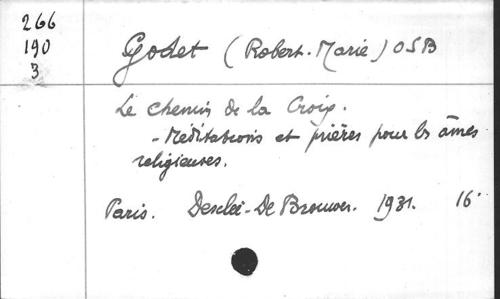 266
190
3
Godet (Robert-Marie) OSB
Le chemin de la Croix.
- Méditations et prières pour les âmes
religieuses.
Paris. Desclée-De Brouwer. 1931. 16°